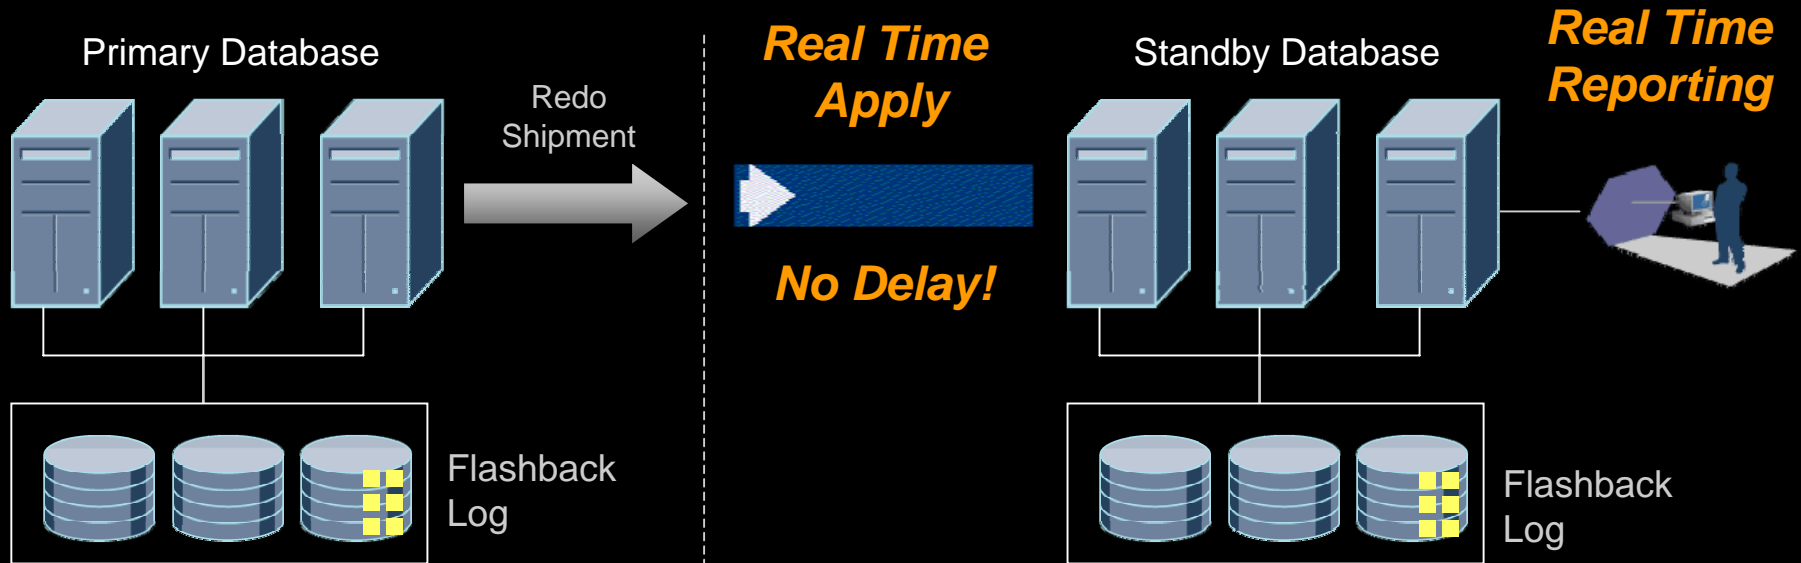 Primary Database
Redo
Shipment
Real Time
Apply
No Delay!
Standby Database
Real Time
Reporting
Flashback
Log
Flashback
Log